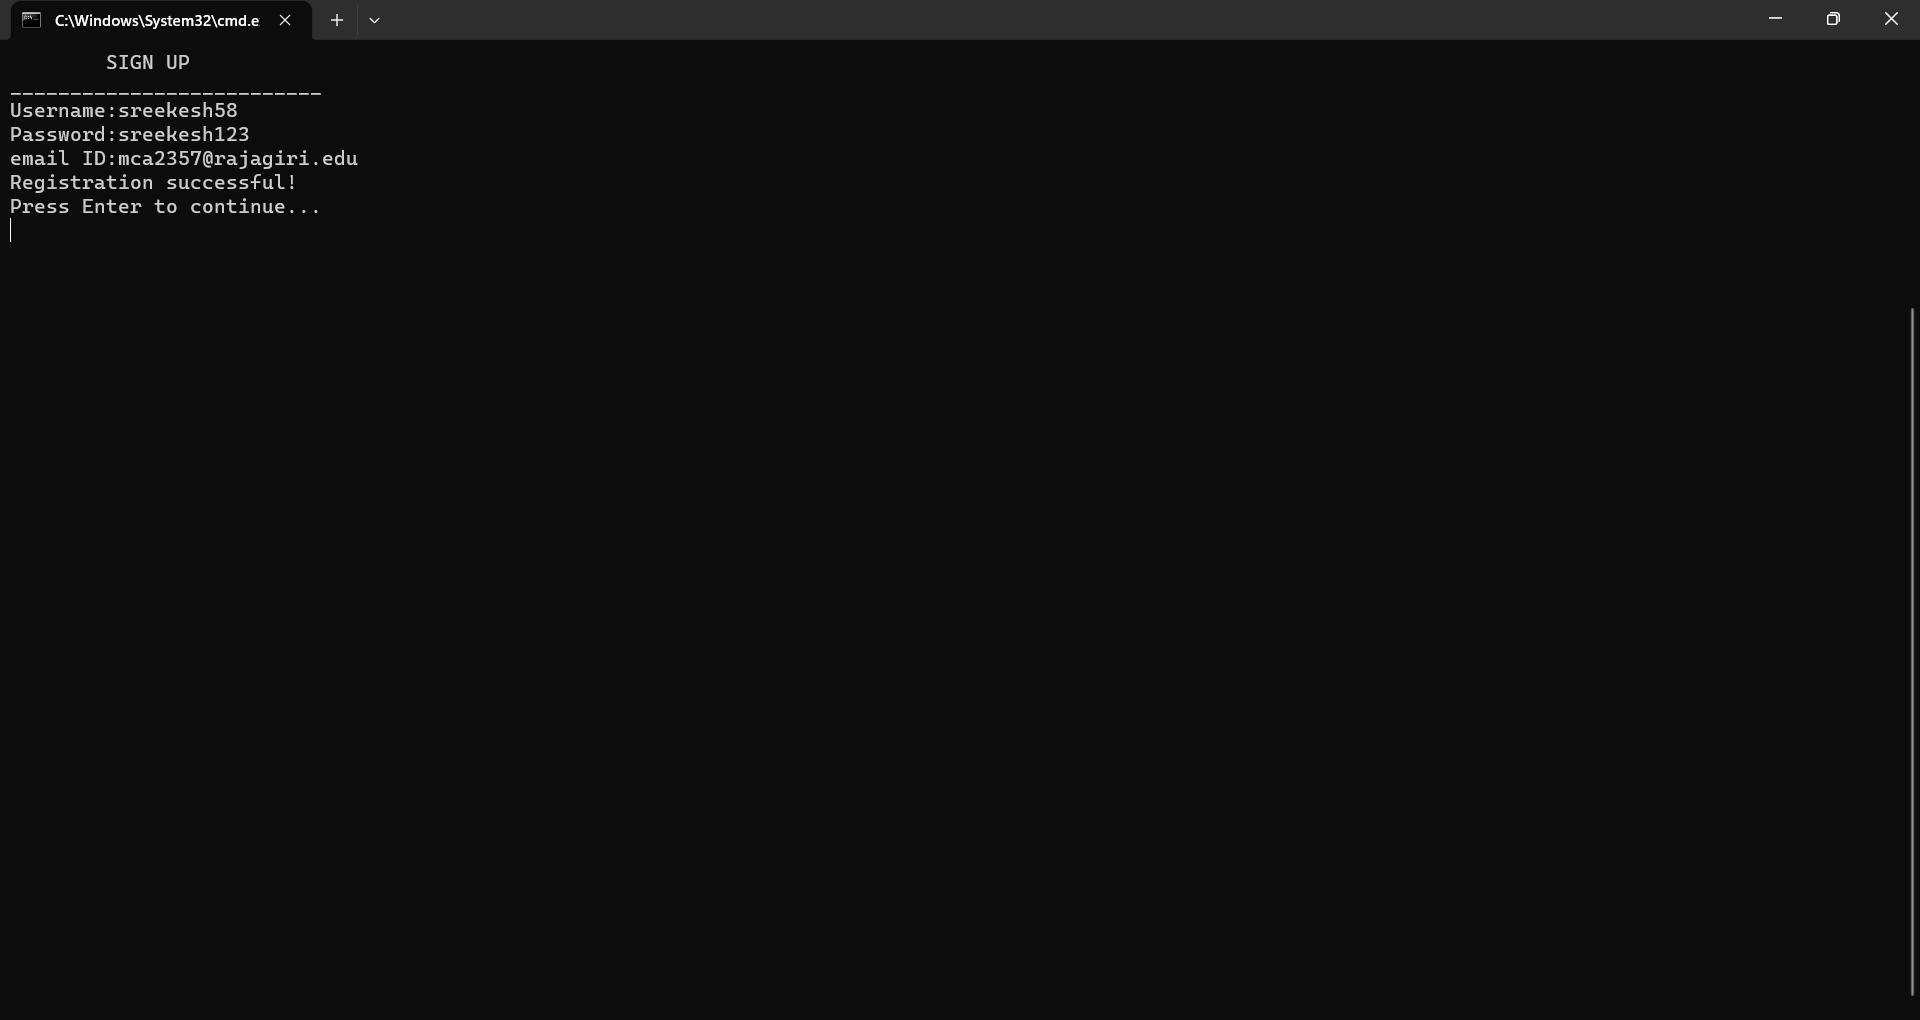 C:\Windows\System32\cmd.e
SIGN UP
__________________________
Username:sreekesh58
Password:sreekesh123
email ID:mca2357@rajagiri.edu
Registration successful!
Press Enter to continue...